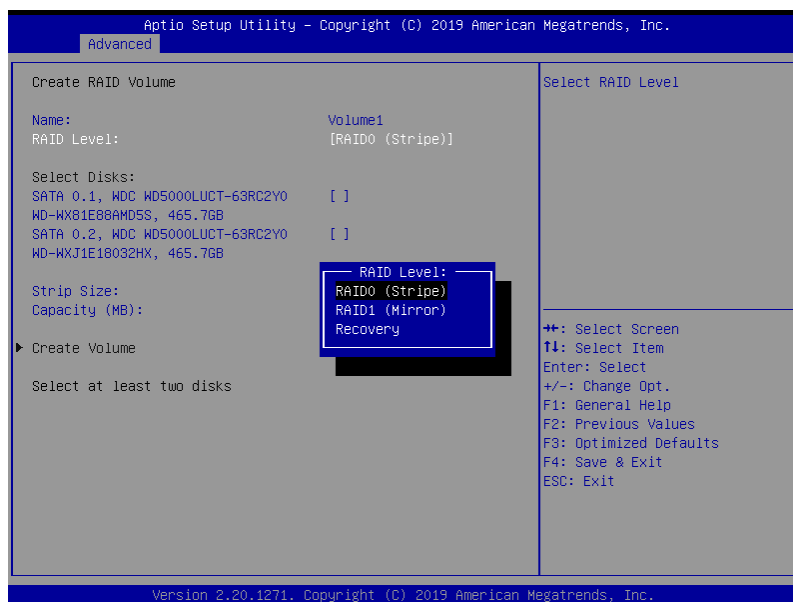 Aptio Setup Utility – Copyright (C) 2019 American Megatrends, Inc.
Advanced
Create RAID Volume
Select RAID Level
Name: Volume1
RAID Level: [RAID0 (Stripe)]
Select Disks:
SATA 0.1, WDC WD5000LUCT-63RC2Y0 [ ]
WD-WX81E88AMD5S, 465.7GB
SATA 0.2, WDC WD5000LUCT-63RC2Y0 [ ]
WD-WXJ1E18032HX, 465.7GB
Strip Size:
Capacity (MB):
RAID Level:
RAID0 (Stripe)
RAID1 (Mirror)
Recovery
Create Volume
Select at least two disks
→←: Select Screen
↑↓: Select Item
Enter: Select
+/-: Change Opt.
F1: General Help
F2: Previous Values
F3: Optimized Defaults
F4: Save & Exit
ESC: Exit
Version 2.20.1271. Copyright (C) 2019 American Megatrends, Inc.